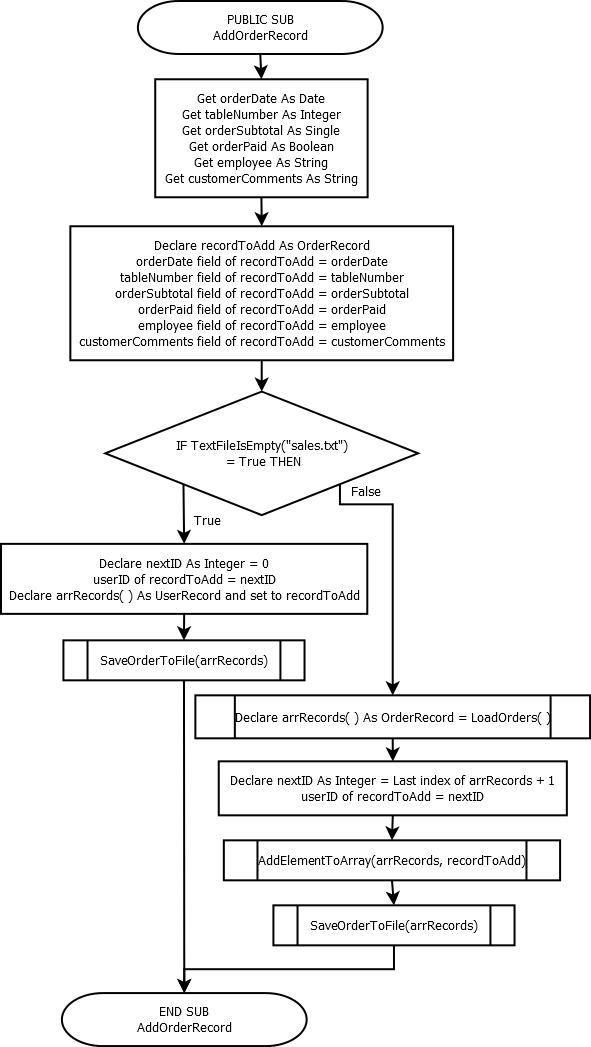 PUBLIC SUB
AddOrderRecord
Get orderDate As Date
Get tableNumber As Integer
Get orderSubtotal As Single
Get orderPaid As Boolean
Get employee As String
Get customerComments As String
Declare recordToAdd As OrderRecord
orderDate field of recordToAdd = orderDate
tableNumber field of recordToAdd = tableNumber
orderSubtotal field of recordToAdd = orderSubtotal
orderPaid field of recordToAdd = orderPaid
employee field of recordToAdd = employee
customerComments field of recordToAdd = customerComments
IF TextFileIsEmpty("sales.txt")
= True THEN
False
True
Declare nextID As Integer = 0
userID of recordToAdd = nextID
Declare arrRecords( ) As UserRecord and set to recordToAdd
SaveOrderToFile(arrRecords)
Declare arrRecords( ) As OrderRecord = LoadOrders( )
Declare nextID As Integer = Last index of arrRecords + 1
userID of recordToAdd = nextID
AddElementToArray(arrRecords, recordToAdd)
SaveOrderToFile(arrRecords)
END SUB
AddOrderRecord